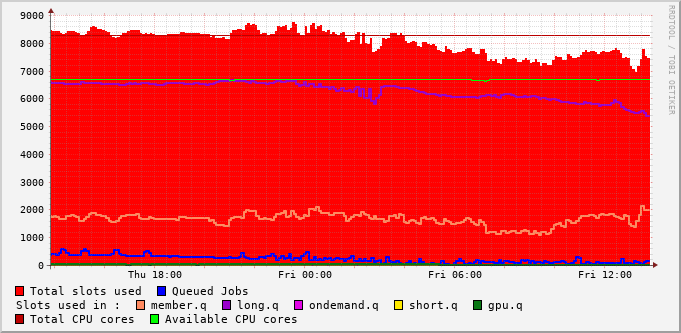 RRDTOOL / TOBI OETIKER
9000
8000
7000
6000
5000
4000
3000
2000
1000
0
Thu 18:00 Fri 00:00 Fri 06:00 Fri 12:00
Total slots used Queued Jobs
Slots used in : member.q long.q ondemand.q short.q gpu.q
Total CPU cores Available CPU cores